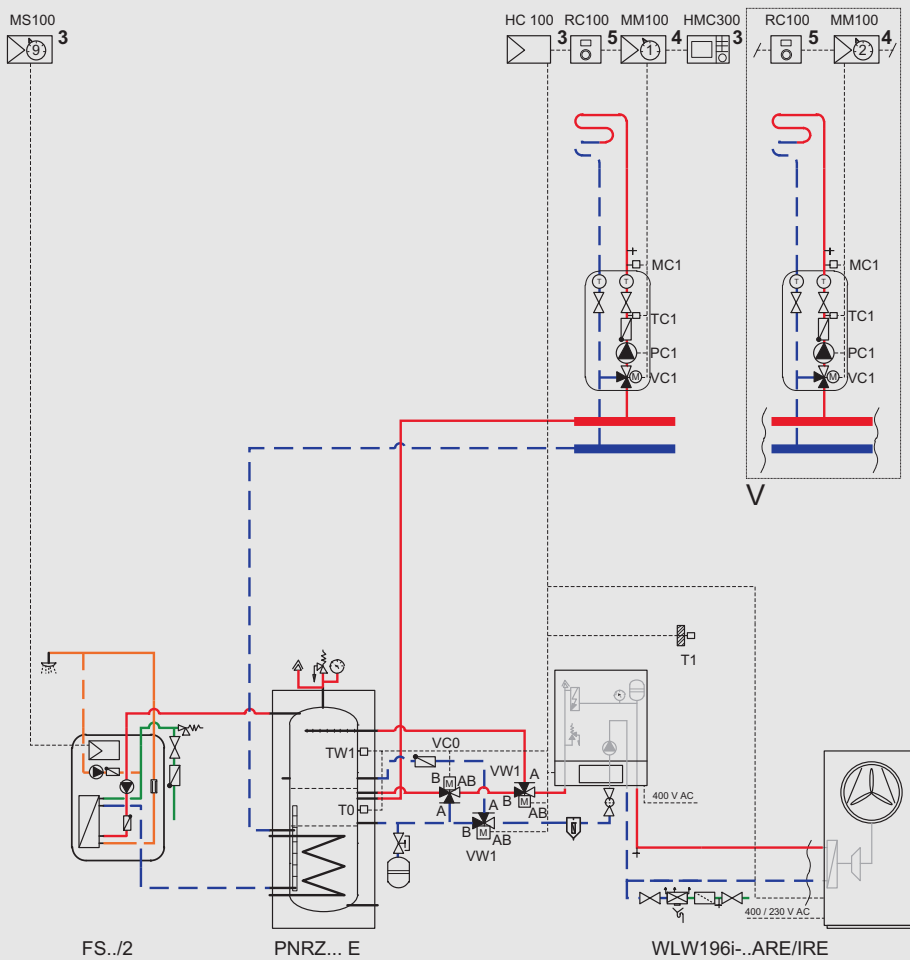 MS100
9 3
HC 100 RC100 MM100 HMC300
3 5 1 4 3
RC100 MM100
5 2 4
MC1
T T
TC1
PC1
M VC1
MC1
T T
TC1
PC1
M VC1
V
T1
TW1
VC0
B M AB
A
VW1
A
B
M AB
T0
A
B
M AB
VW1
400 V AC
400 / 230 V AC
FS../2
PNRZ... E
WLW196i-..ARE/IRE